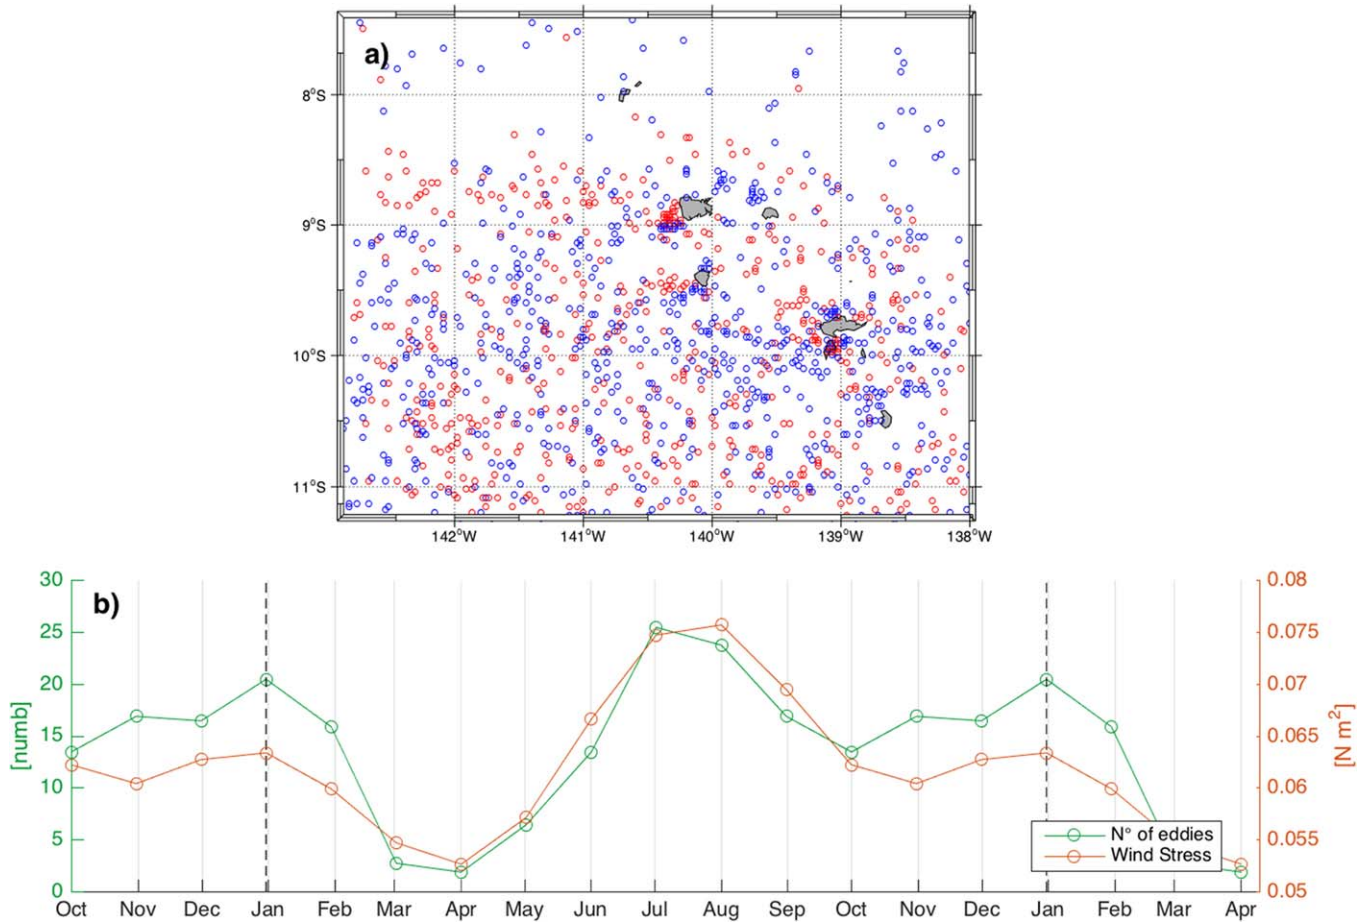 a)
8°S
9°S
10°S
11°S
142°W 141°W 140°W 139°W 138°W
b)
30 0.08
25 0.075
20 0.07
15 0.065
10 0.06
5 0.055
0 0.05
[numb]
[N m²]
N° of eddies
Wind Stress
Oct Nov Dec Jan Feb Mar Apr May Jun Jul Aug Sep Oct Nov Dec Jan Feb Mar Apr